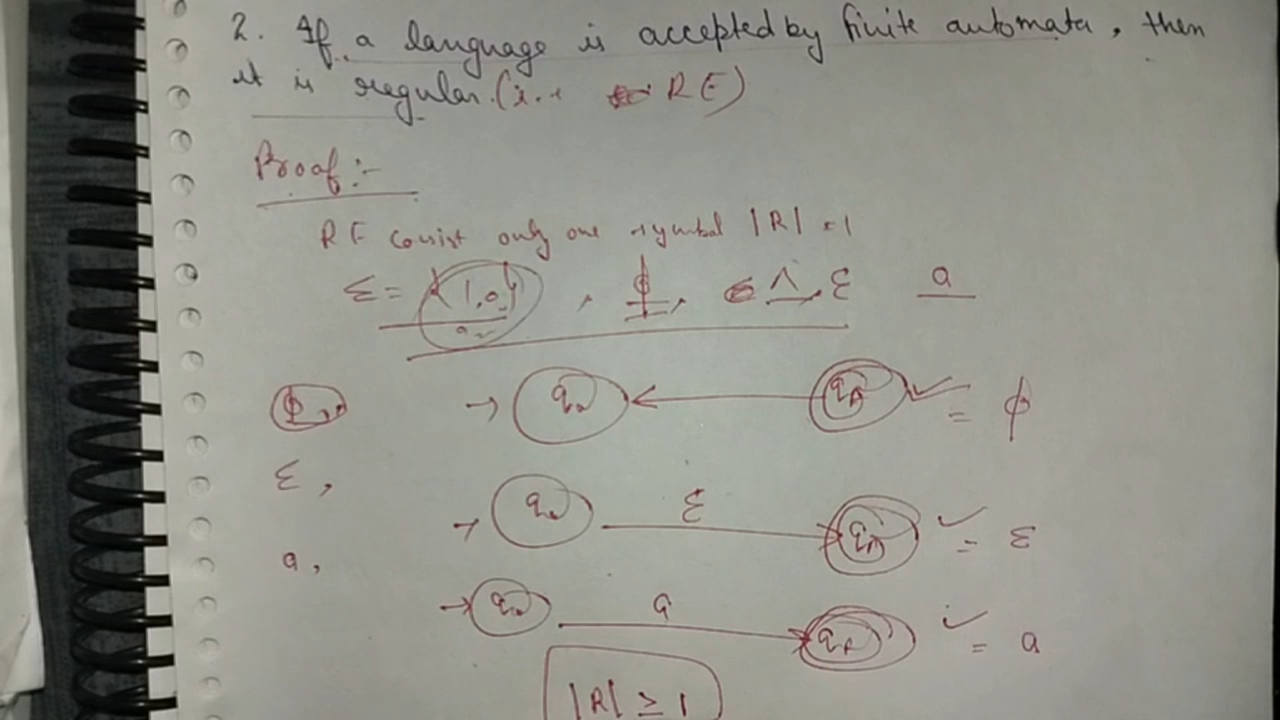 2. If a language is accepted by finite automata, then
it is regular. (i.e RE)
Proof :-
RE consist only one symbol |R| = 1
Σ = {1,0}, ϕ, Λ, ε a
ϕ,
→ q₀ ← qA = ϕ
ε,
→ q₀ ε qA = ε
a,
→ q₀ a qF = a
|R| ≥ 1